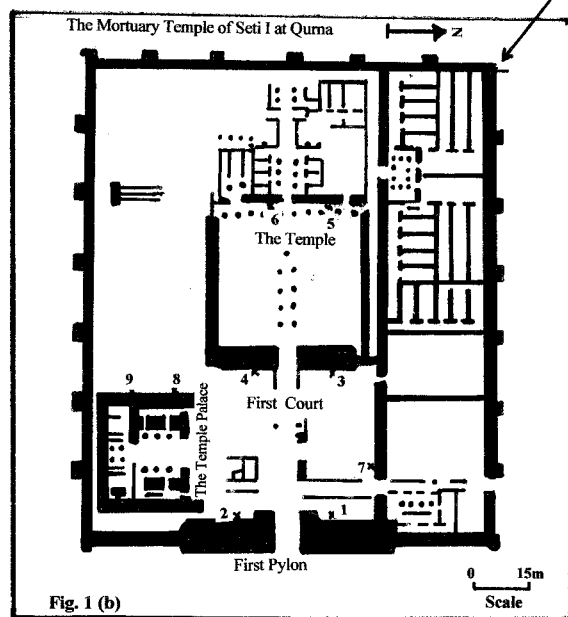 The Mortuary Temple of Seti I at Qurna
N
6
5
The Temple
4
3
First Court
9
8
The Temple Palace
7
2
1
First Pylon
0 15m
Scale
Fig. 1 (b)